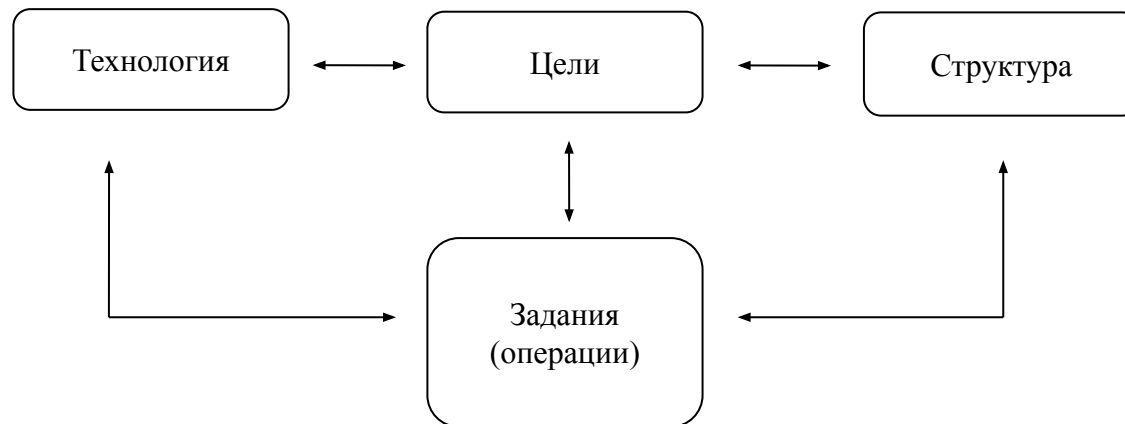 Технология
Цели
Структура
Задания
(операции)